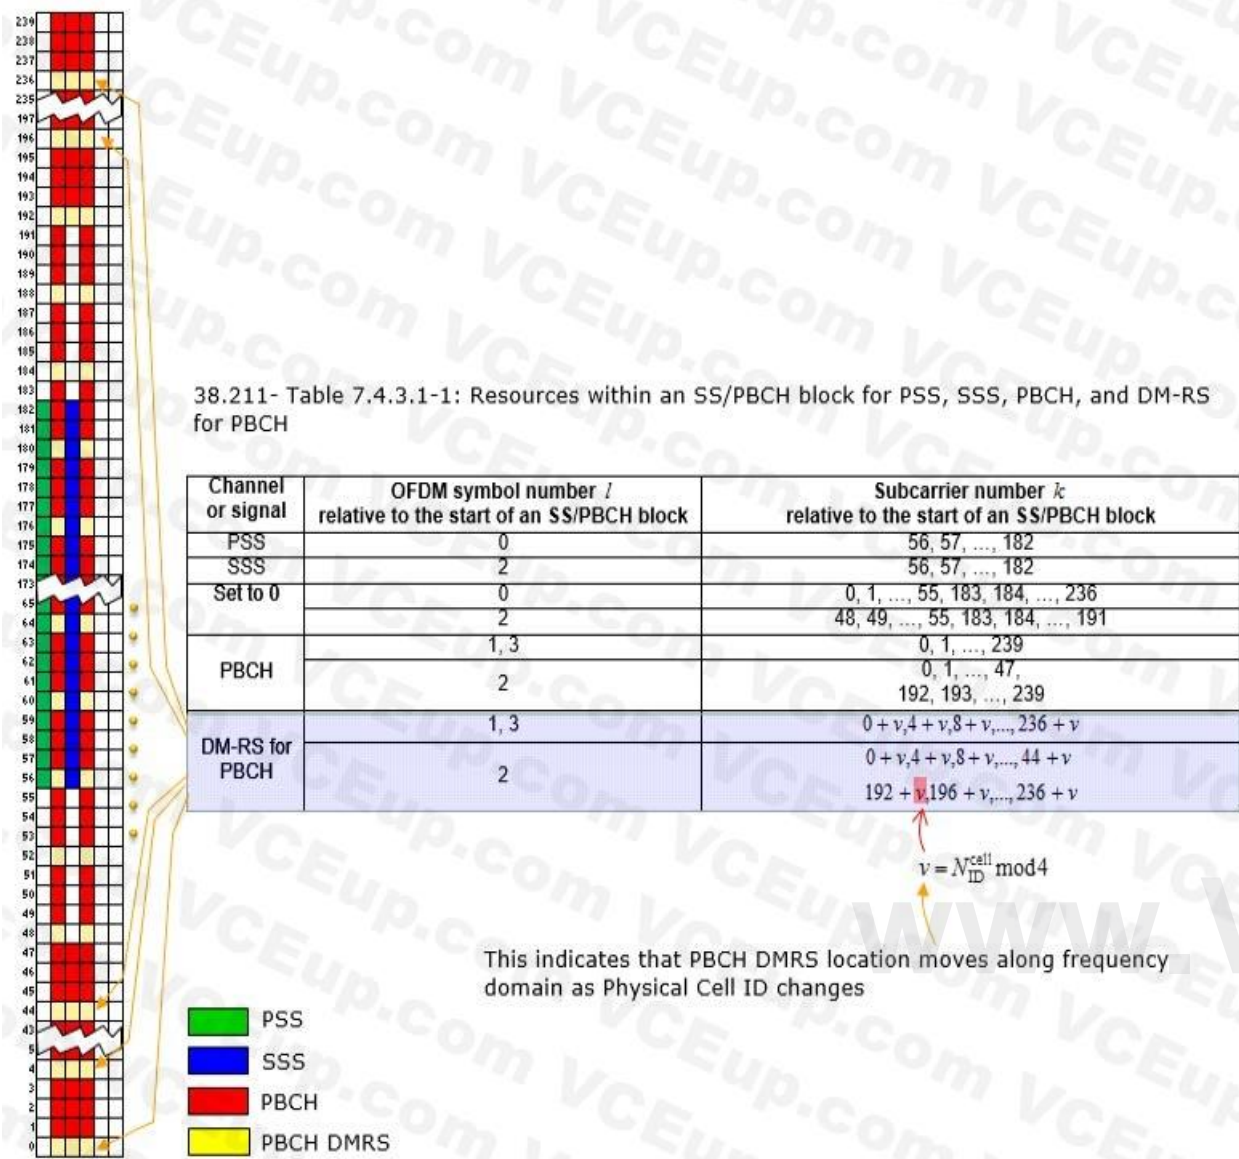 239
238
237
236
235
197
196
195
194
193
192
191
190
189
188
187
186
185
184
183
182
181
180
179
178
177
176
175
174
173
65
64
63
62
61
60
59
58
57
56
55
54
53
52
51
50
49
48
47
46
45
44
43
5
4
3
2
1
0
38.211- Table 7.4.3.1-1: Resources within an SS/PBCH block for PSS, SSS, PBCH, and DM-RS
for PBCH
Channel or signal | OFDM symbol number l relative to the start of an SS/PBCH block | Subcarrier number k relative to the start of an SS/PBCH block
PSS | 0 | 56, 57, ..., 182
SSS | 2 | 56, 57, ..., 182
Set to 0 | 0 | 0, 1, ..., 55, 183, 184, ..., 236
2 | 48, 49, ..., 55, 183, 184, ..., 191
PBCH | 1, 3 | 0, 1, ..., 239
2 | 0, 1, ..., 47,
192, 193, ..., 239
DM-RS for PBCH | 1, 3 | 0 + v,4 + v,8 + v,..., 236 + v
2 | 0 + v,4 + v,8 + v,..., 44 + v
192 + v,196 + v,..., 236 + v
v = N_ID^cell mod4
This indicates that PBCH DMRS location moves along frequency
domain as Physical Cell ID changes
PSS
SSS
PBCH
PBCH DMRS
VCEup.com VCEup.com VCEup.com
www.V